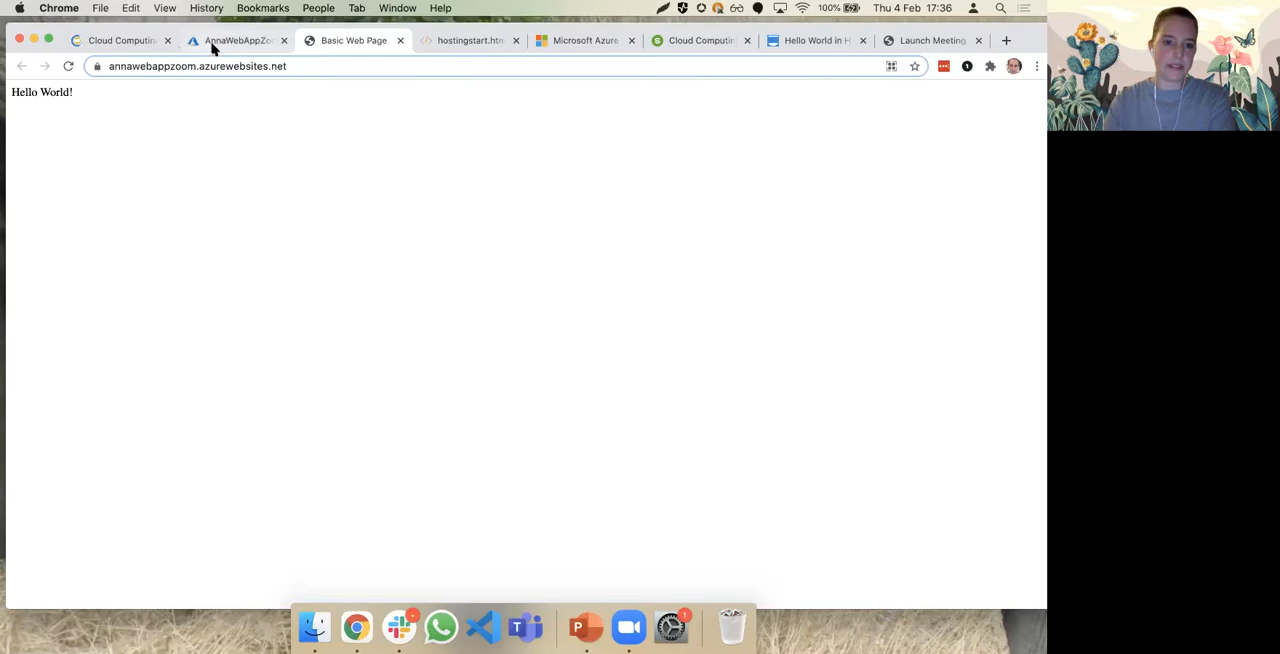 Chrome File Edit View History Bookmarks People Tab Window Help 100% Thu 4 Feb 17:36
Cloud Computin AnnaWebAppZoo Basic Web Page hostingstart.htm Microsoft Azure Cloud Computin Hello World in H Launch Meeting
annawebappzoom.azurewebsites.net
Hello World!